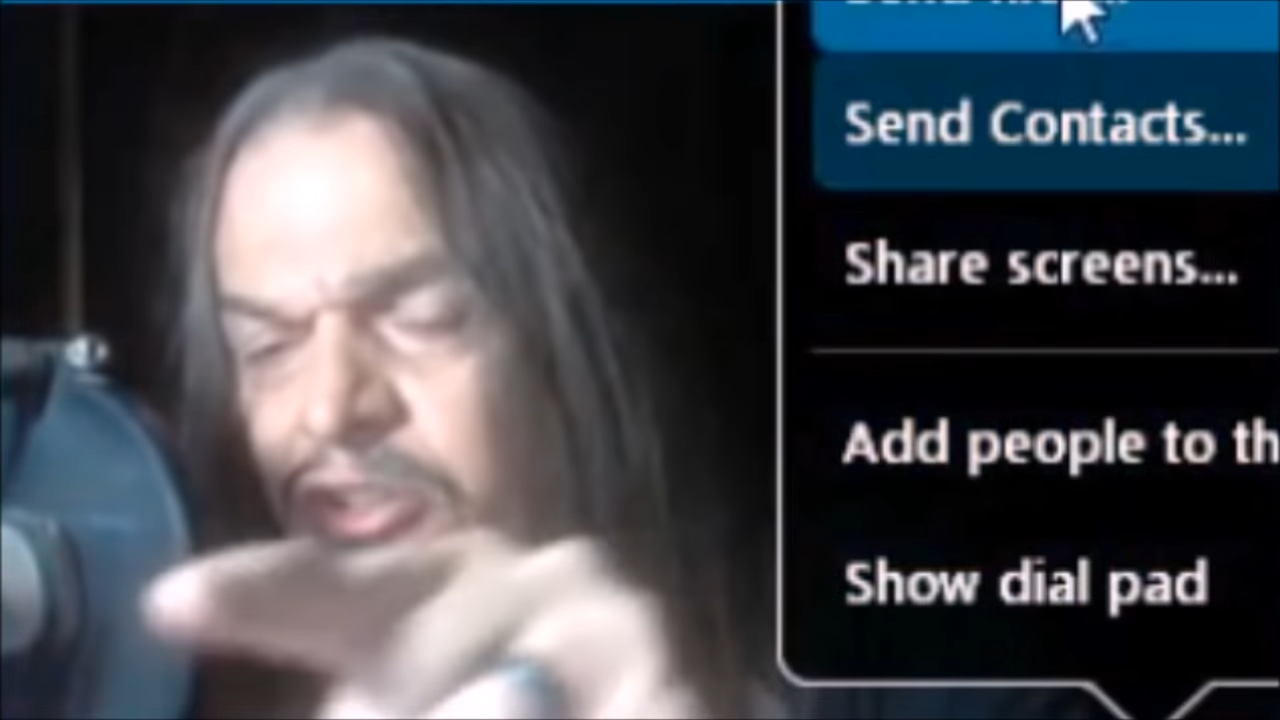 Send Contacts...
Share screens...
Add people to th
Show dial pad